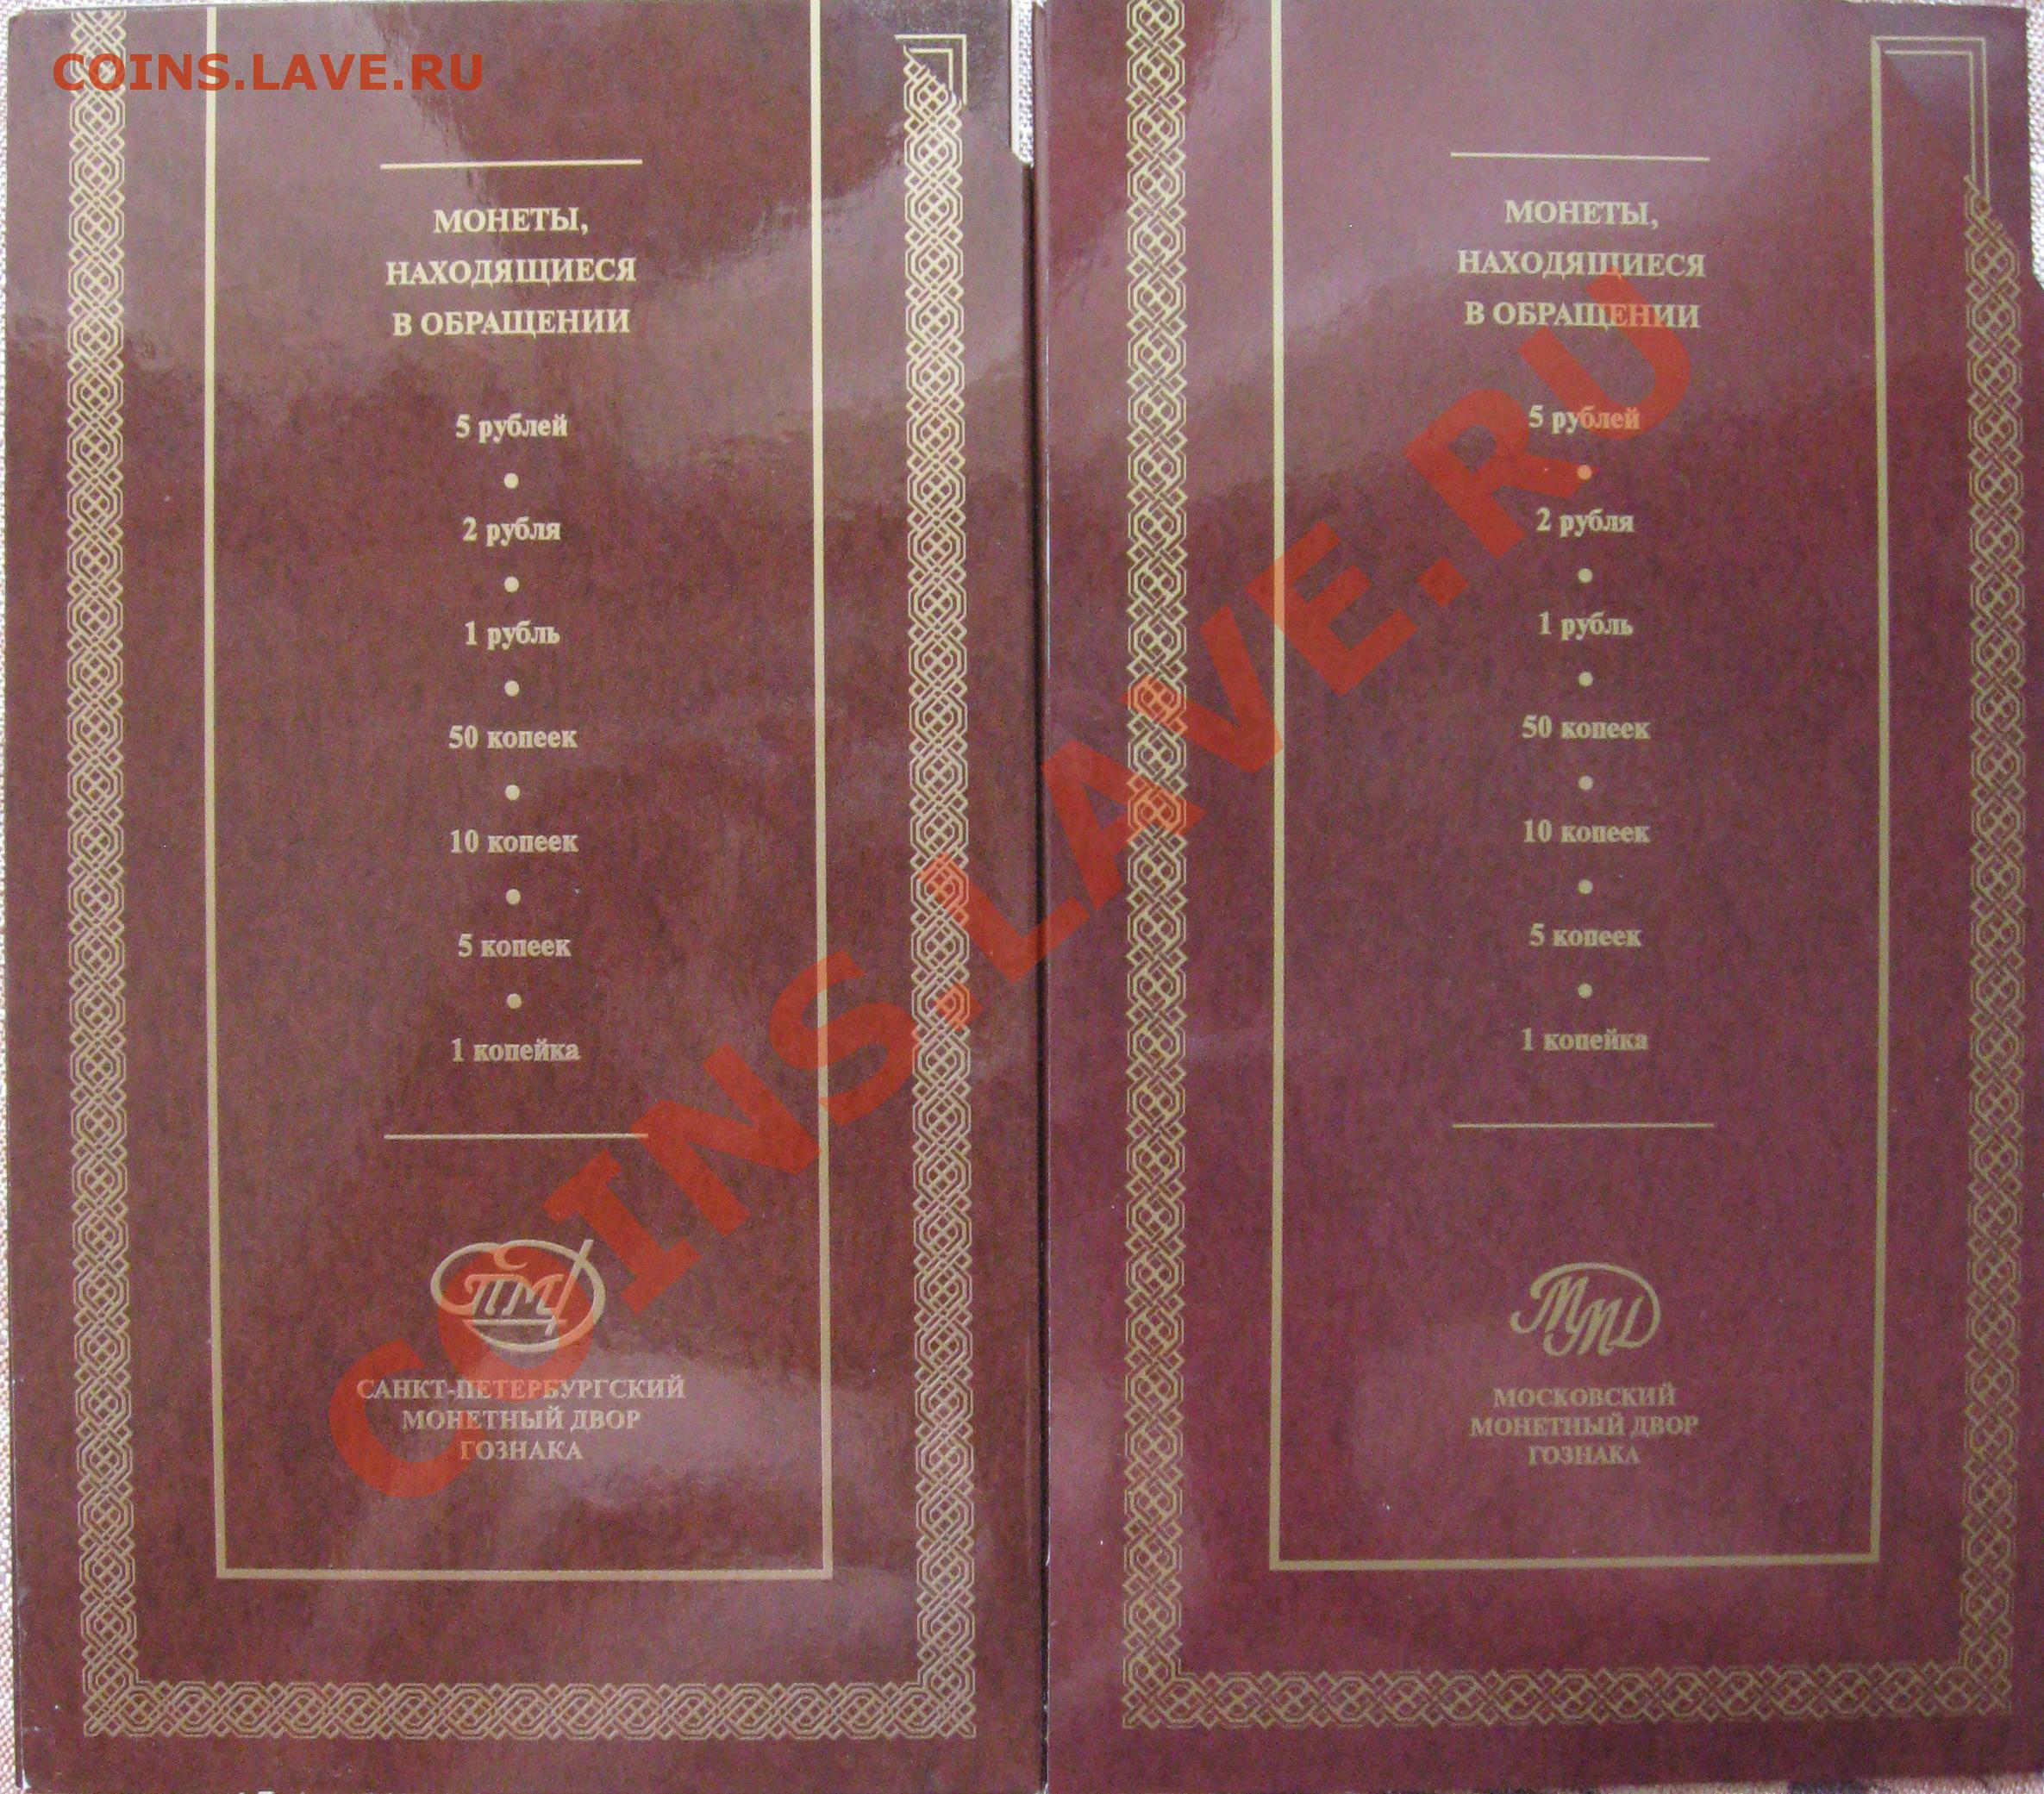 COINS.LAVE.RU
МОНЕТЫ,
НАХОДЯЩИЕСЯ
В ОБРАЩЕНИИ
5 рублей
•
2 рубля
•
1 рубль
•
50 копеек
•
10 копеек
•
5 копеек
•
1 копейка
СПМД
САНКТ-ПЕТЕРБУРГСКИЙ
МОНЕТНЫЙ ДВОР
ГОЗНАКА
МОНЕТЫ,
НАХОДЯЩИЕСЯ
В ОБРАЩЕНИИ
5 рублей
•
2 рубля
•
1 рубль
•
50 копеек
•
10 копеек
•
5 копеек
•
1 копейка
ММД
МОСКОВСКИЙ
МОНЕТНЫЙ ДВОР
ГОЗНАКА
COINS.LAVE.RU